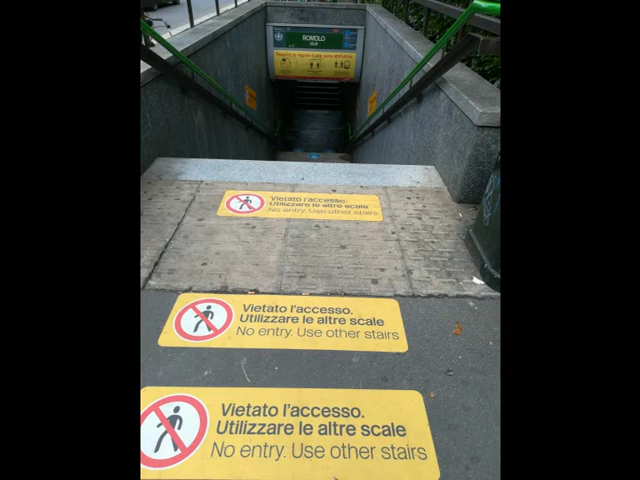 ROMOLO
Vietato l'accesso.
Utilizzare le altre scale
No entry. Use other stairs
Vietato l'accesso.
Utilizzare le altre scale
No entry. Use other stairs
Vietato l'accesso.
Utilizzare le altre scale
No entry. Use other stairs